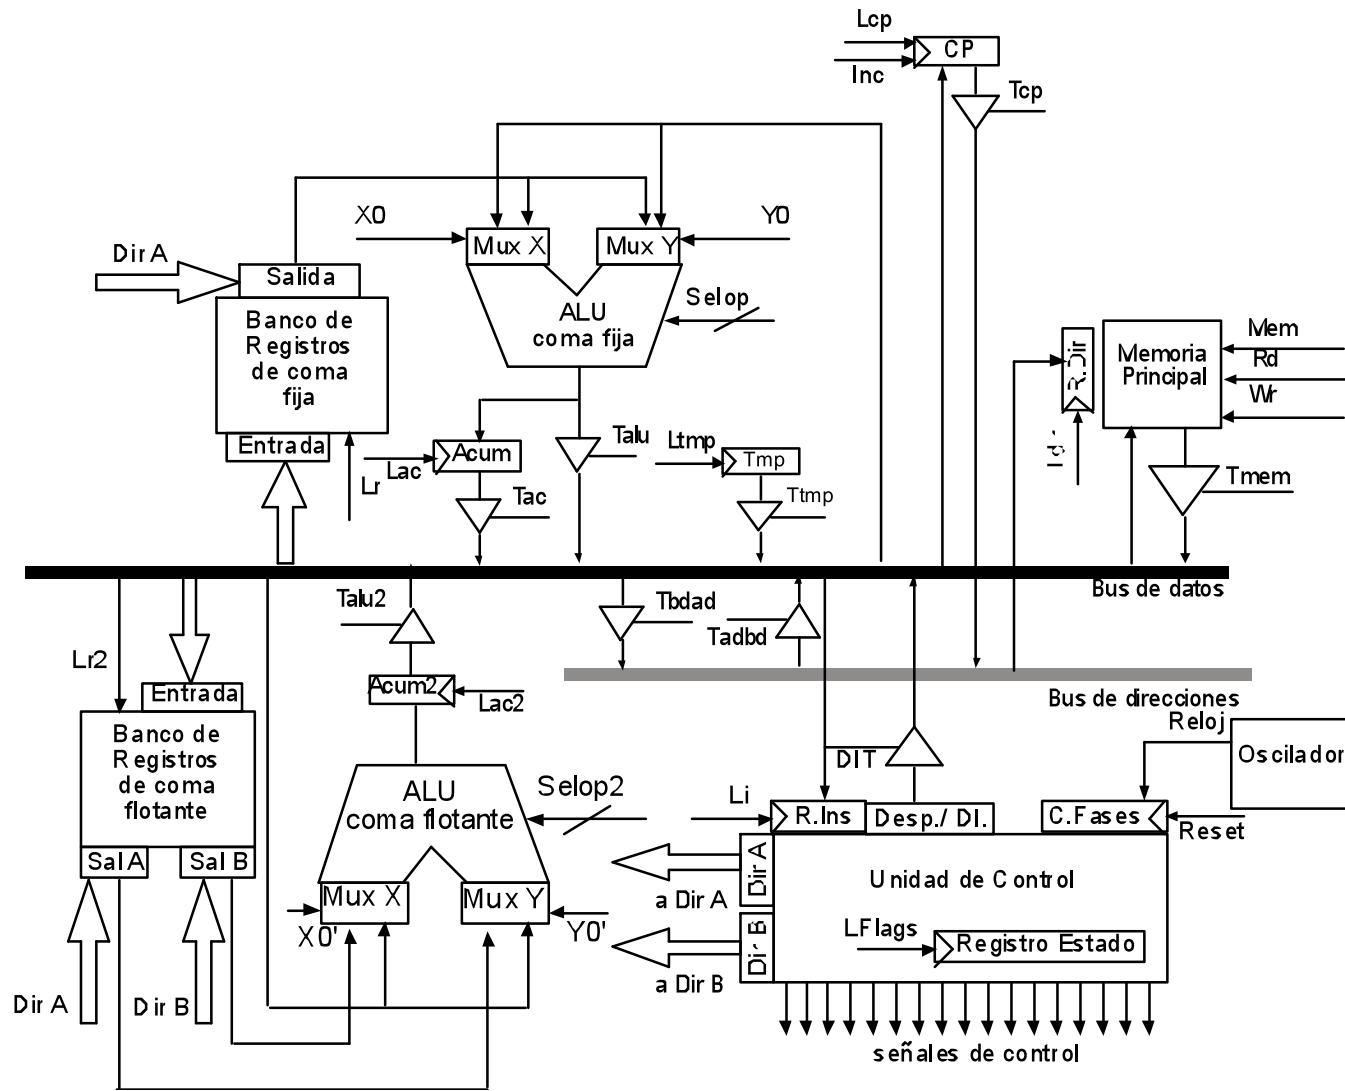 Lcp
CP
Inc
Tcp
X0
Y0
Mux X
Mux Y
Dir A
Salida
Selop
ALU
coma fija
Banco de
Registros
de coma
fija
Mem
Rd
Wr
R.Dir
Memoria
Principal
Entrada
Lr
Lac
Acum
Talu
Ltmp
Tmp
Tac
Ttmp
Tmem
Bus de datos
Talu2
Tbdad
Tadbd
Lr2
Entrada
Acum2
Lac2
Bus de direcciones
Reloj
Oscilador
Banco de
Registros
de coma
flotante
DIT
ALU
coma flotante
Selop2
Li
R.Ins
Desp./ DI.
C.Fases
Reset
Sal A
Sal B
Mux X
Mux Y
X0'
Y0'
a Dir A
Dir A
Unidad de Control
LFlags
Registro Estado
a Dir B
Dir B
Dir A
Dir B
señales de control